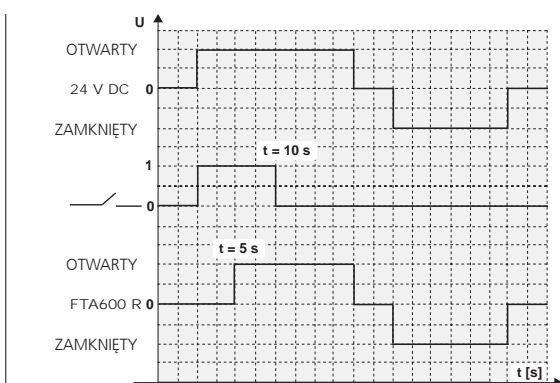 U
OTWARTY
24 V DC 0
ZAMKNIĘTY
t = 10 s
1
0
t = 5 s
OTWARTY
FTA600 R 0
ZAMKNIĘTY
t [s]